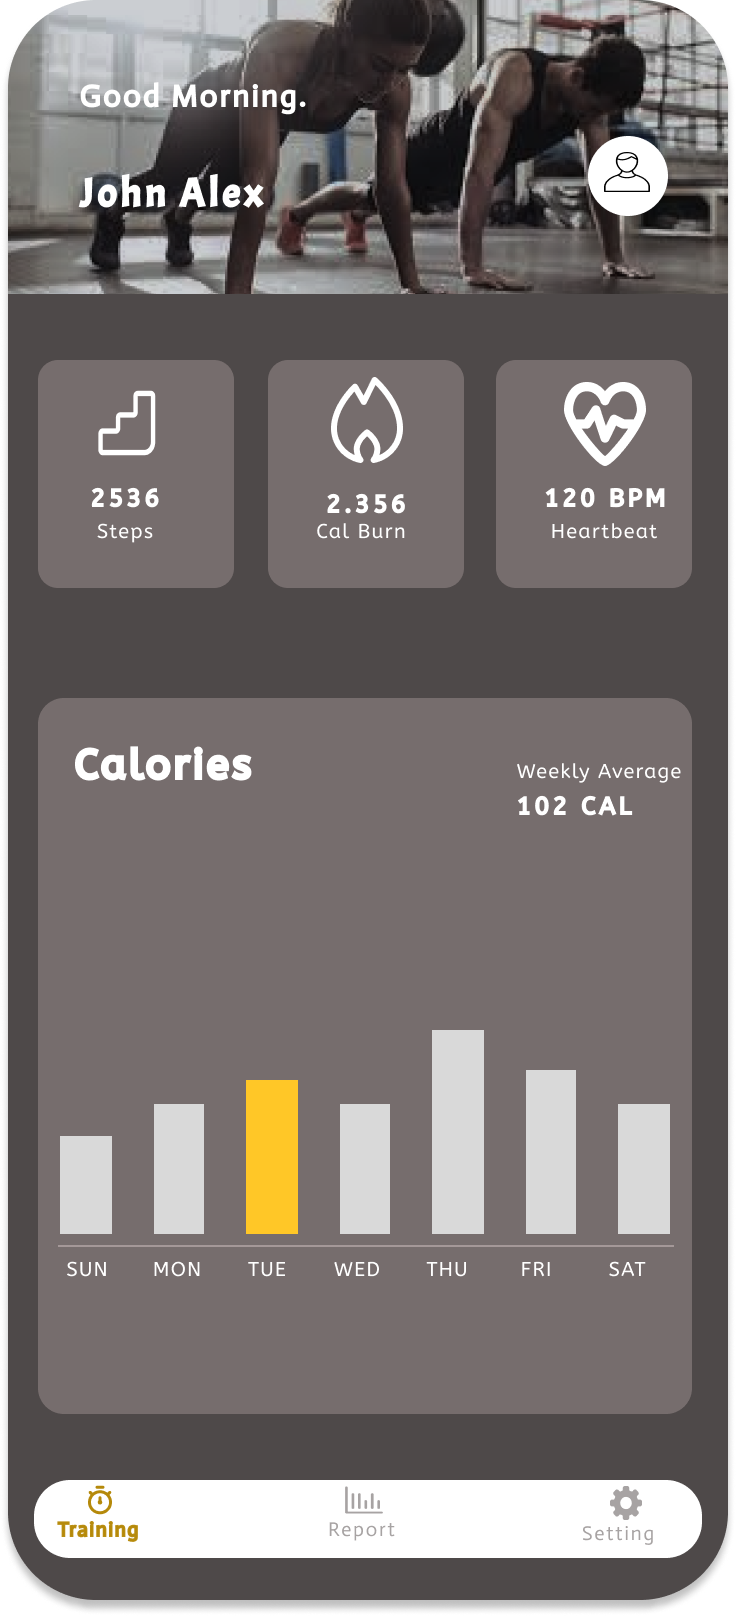 Good Morning.
John Alex
2536
Steps
2.356
Cal Burn
120 BPM
Heartbeat
Calories
Weekly Average
102 CAL
SUN MON TUE WED THU FRI SAT
Training
Report
Setting